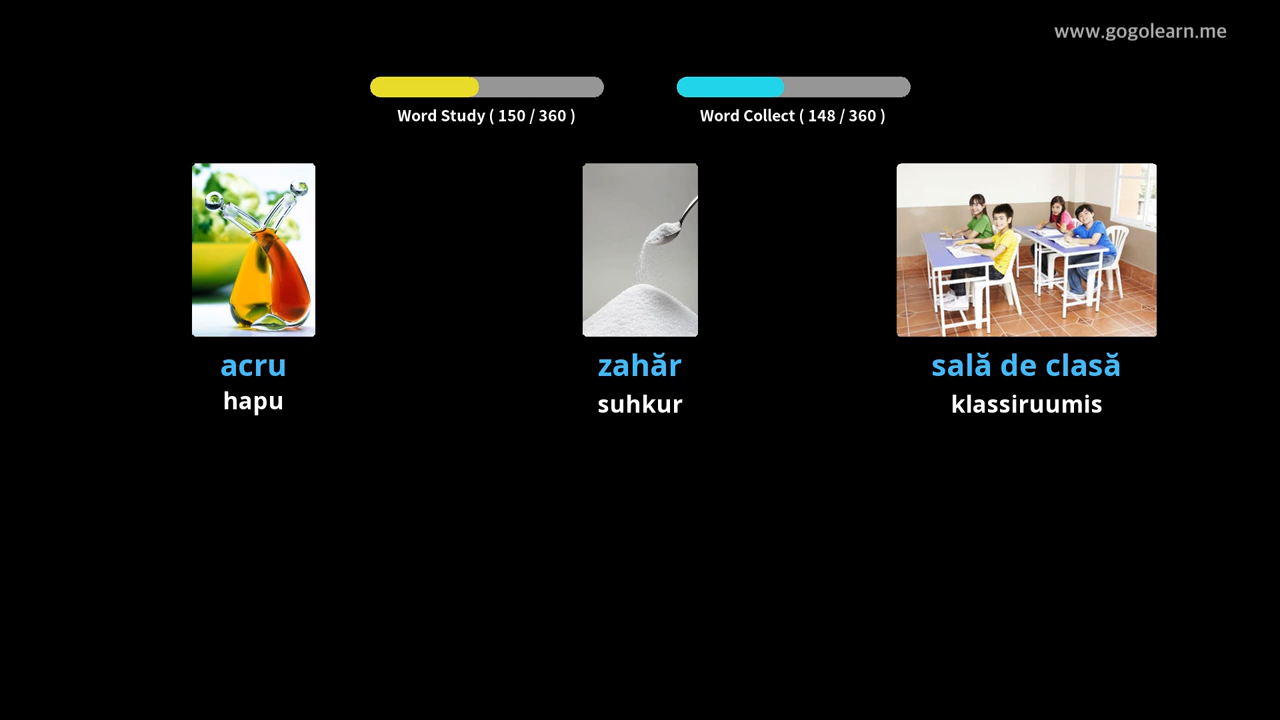 www.gogolearn.me
Word Study ( 150 / 360 )
Word Collect ( 148 / 360 )
acru
hapu
zahăr
suhkur
sală de clasă
klassiruumis